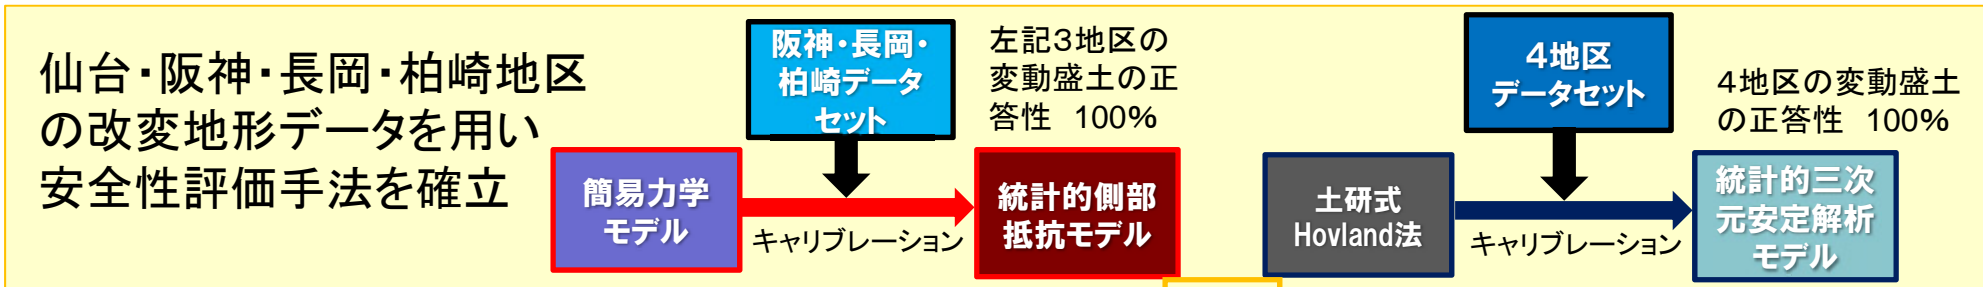 仙台・阪神・長岡・柏崎地区
の改変地形データを用い
安全性評価手法を確立
阪神・長岡・
柏崎データ
セット
左記3地区の
変動盛土の正
答性　100%
簡易力学
モデル
キャリブレーション
統計的側部
抵抗モデル
4地区
データセット
4地区の変動盛土
の正答性　100%
土研式
Hovland法
キャリブレーション
統計的三次
元安定解析
モデル